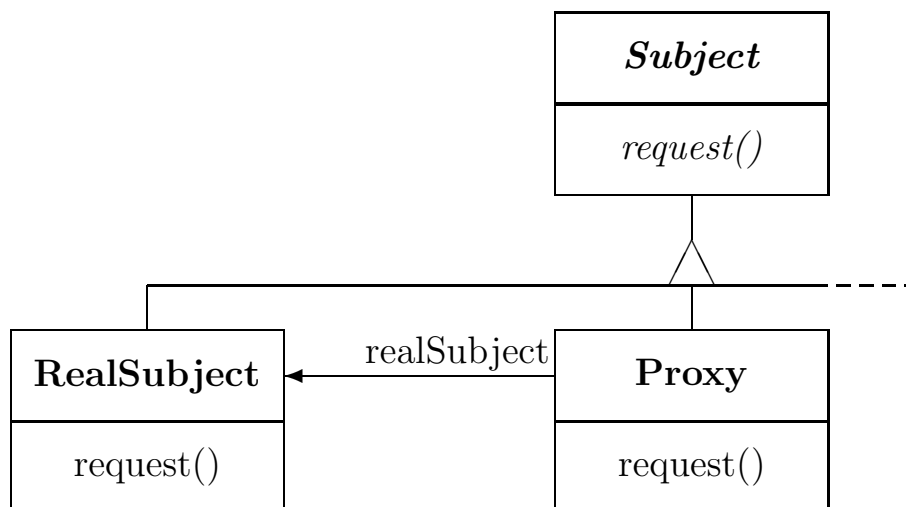 Subject
request()
realSubject
RealSubject
Proxy
request()
request()